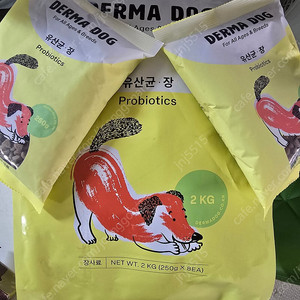 DERMA DOG
For All Ages & Breeds
유산균·장
Probiotics
DERMA DOG
For All Ages & Breeds
유산균·장
Probiotics
DERMA DOG
유산균·장
Probiotics
2 KG
장사료
NET WT. 2 KG (250g X 8EA)